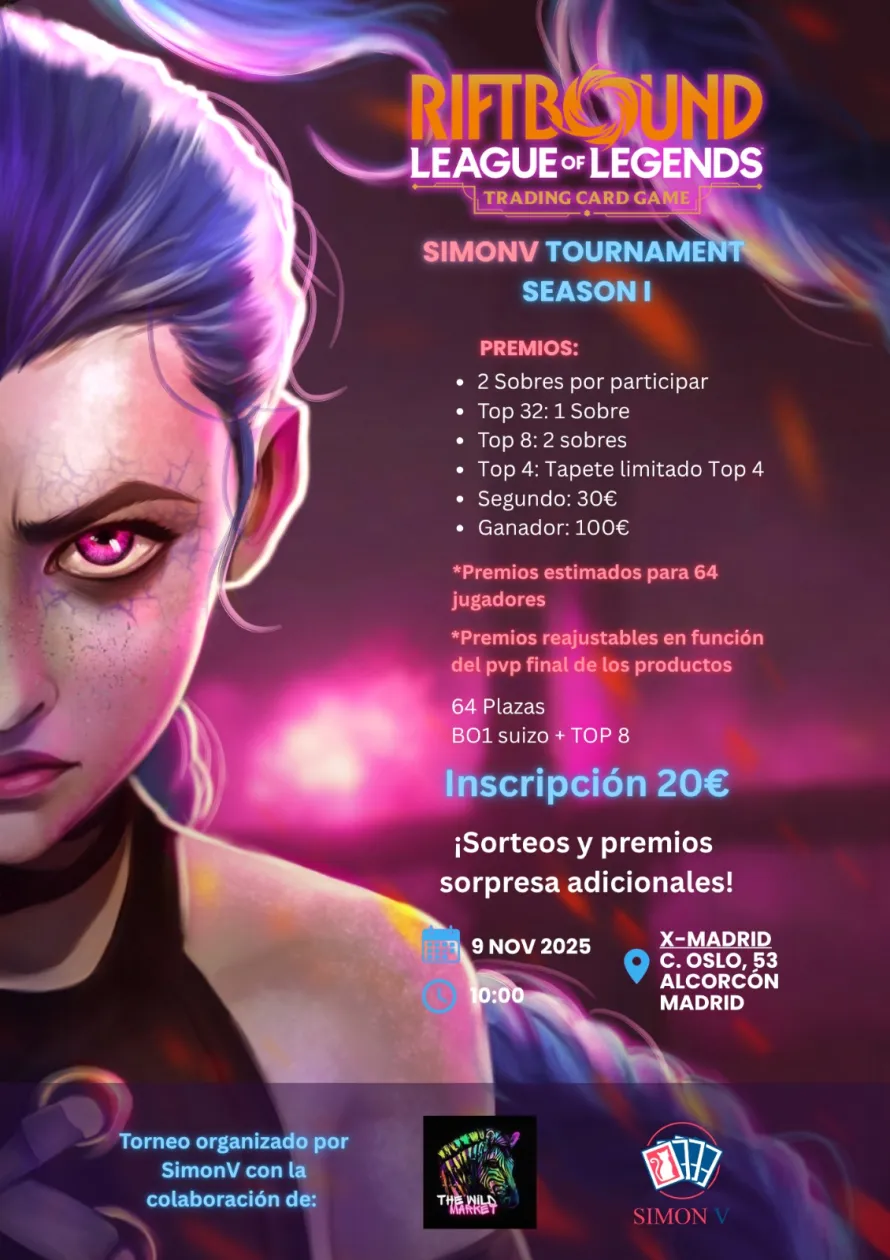 RIFTBOUND
LEAGUE OF LEGENDS
TRADING CARD GAME
SIMONV TOURNAMENT
SEASON I
PREMIOS:
• 2 Sobres por participar
• Top 32: 1 Sobre
• Top 8: 2 sobres
• Top 4: Tapete limitado Top 4
• Segundo: 30€
• Ganador: 100€
*Premios estimados para 64
jugadores
*Premios reajustables en función
del pvp final de los productos
64 Plazas
BO1 suizo + TOP 8
Inscripción 20€
¡Sorteos y premios
sorpresa adicionales!
9 NOV 2025
10:00
X-MADRID
C. OSLO, 53
ALCORCÓN
MADRID
Torneo organizado por
SimonV con la
colaboración de:
THE WILD
MARKET
SIMON V